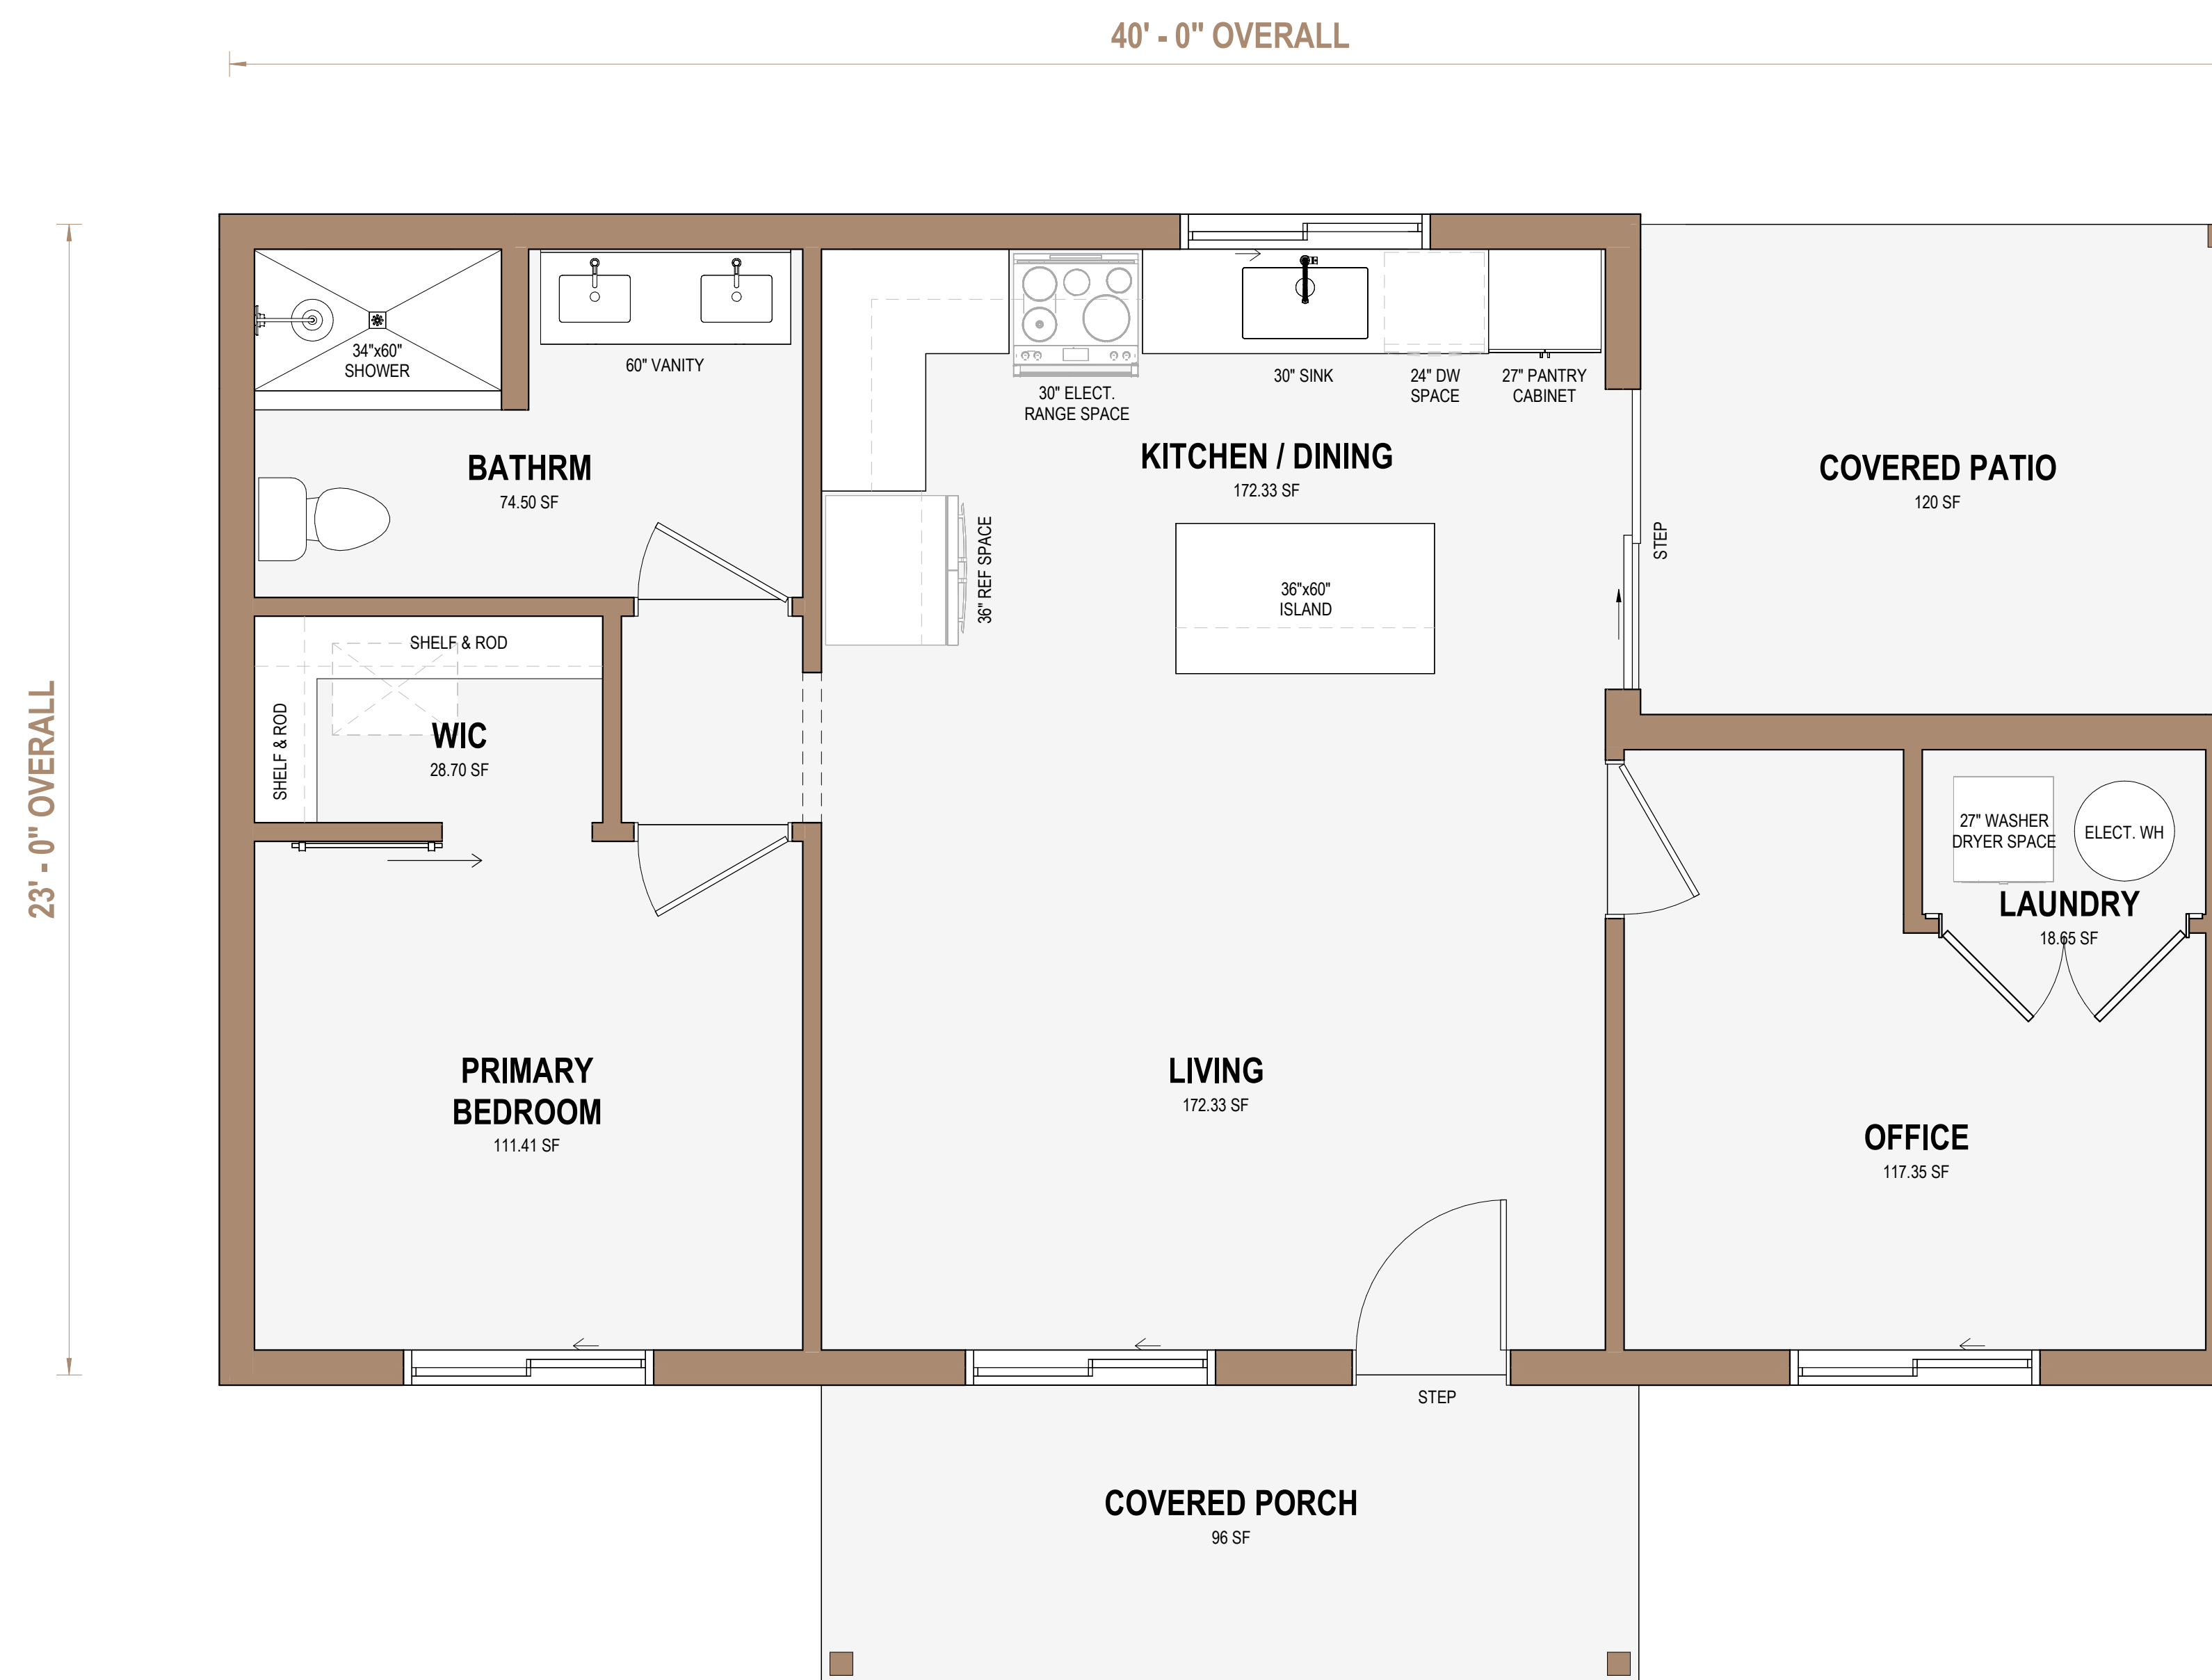 40' - 0" OVERALL
23' - 0" OVERALL
34"x60"
SHOWER
60" VANITY
30" ELECT.
RANGE SPACE
30" SINK
24" DW
SPACE
27" PANTRY
CABINET
BATHRM
74.50 SF
KITCHEN / DINING
172.33 SF
COVERED PATIO
120 SF
36" REF SPACE
STEP
36"x60"
ISLAND
SHELF & ROD
SHELF & ROD
WIC
28.70 SF
27" WASHER
DRYER SPACE
ELECT. WH
LAUNDRY
18.65 SF
PRIMARY
BEDROOM
111.41 SF
LIVING
172.33 SF
OFFICE
117.35 SF
STEP
COVERED PORCH
96 SF